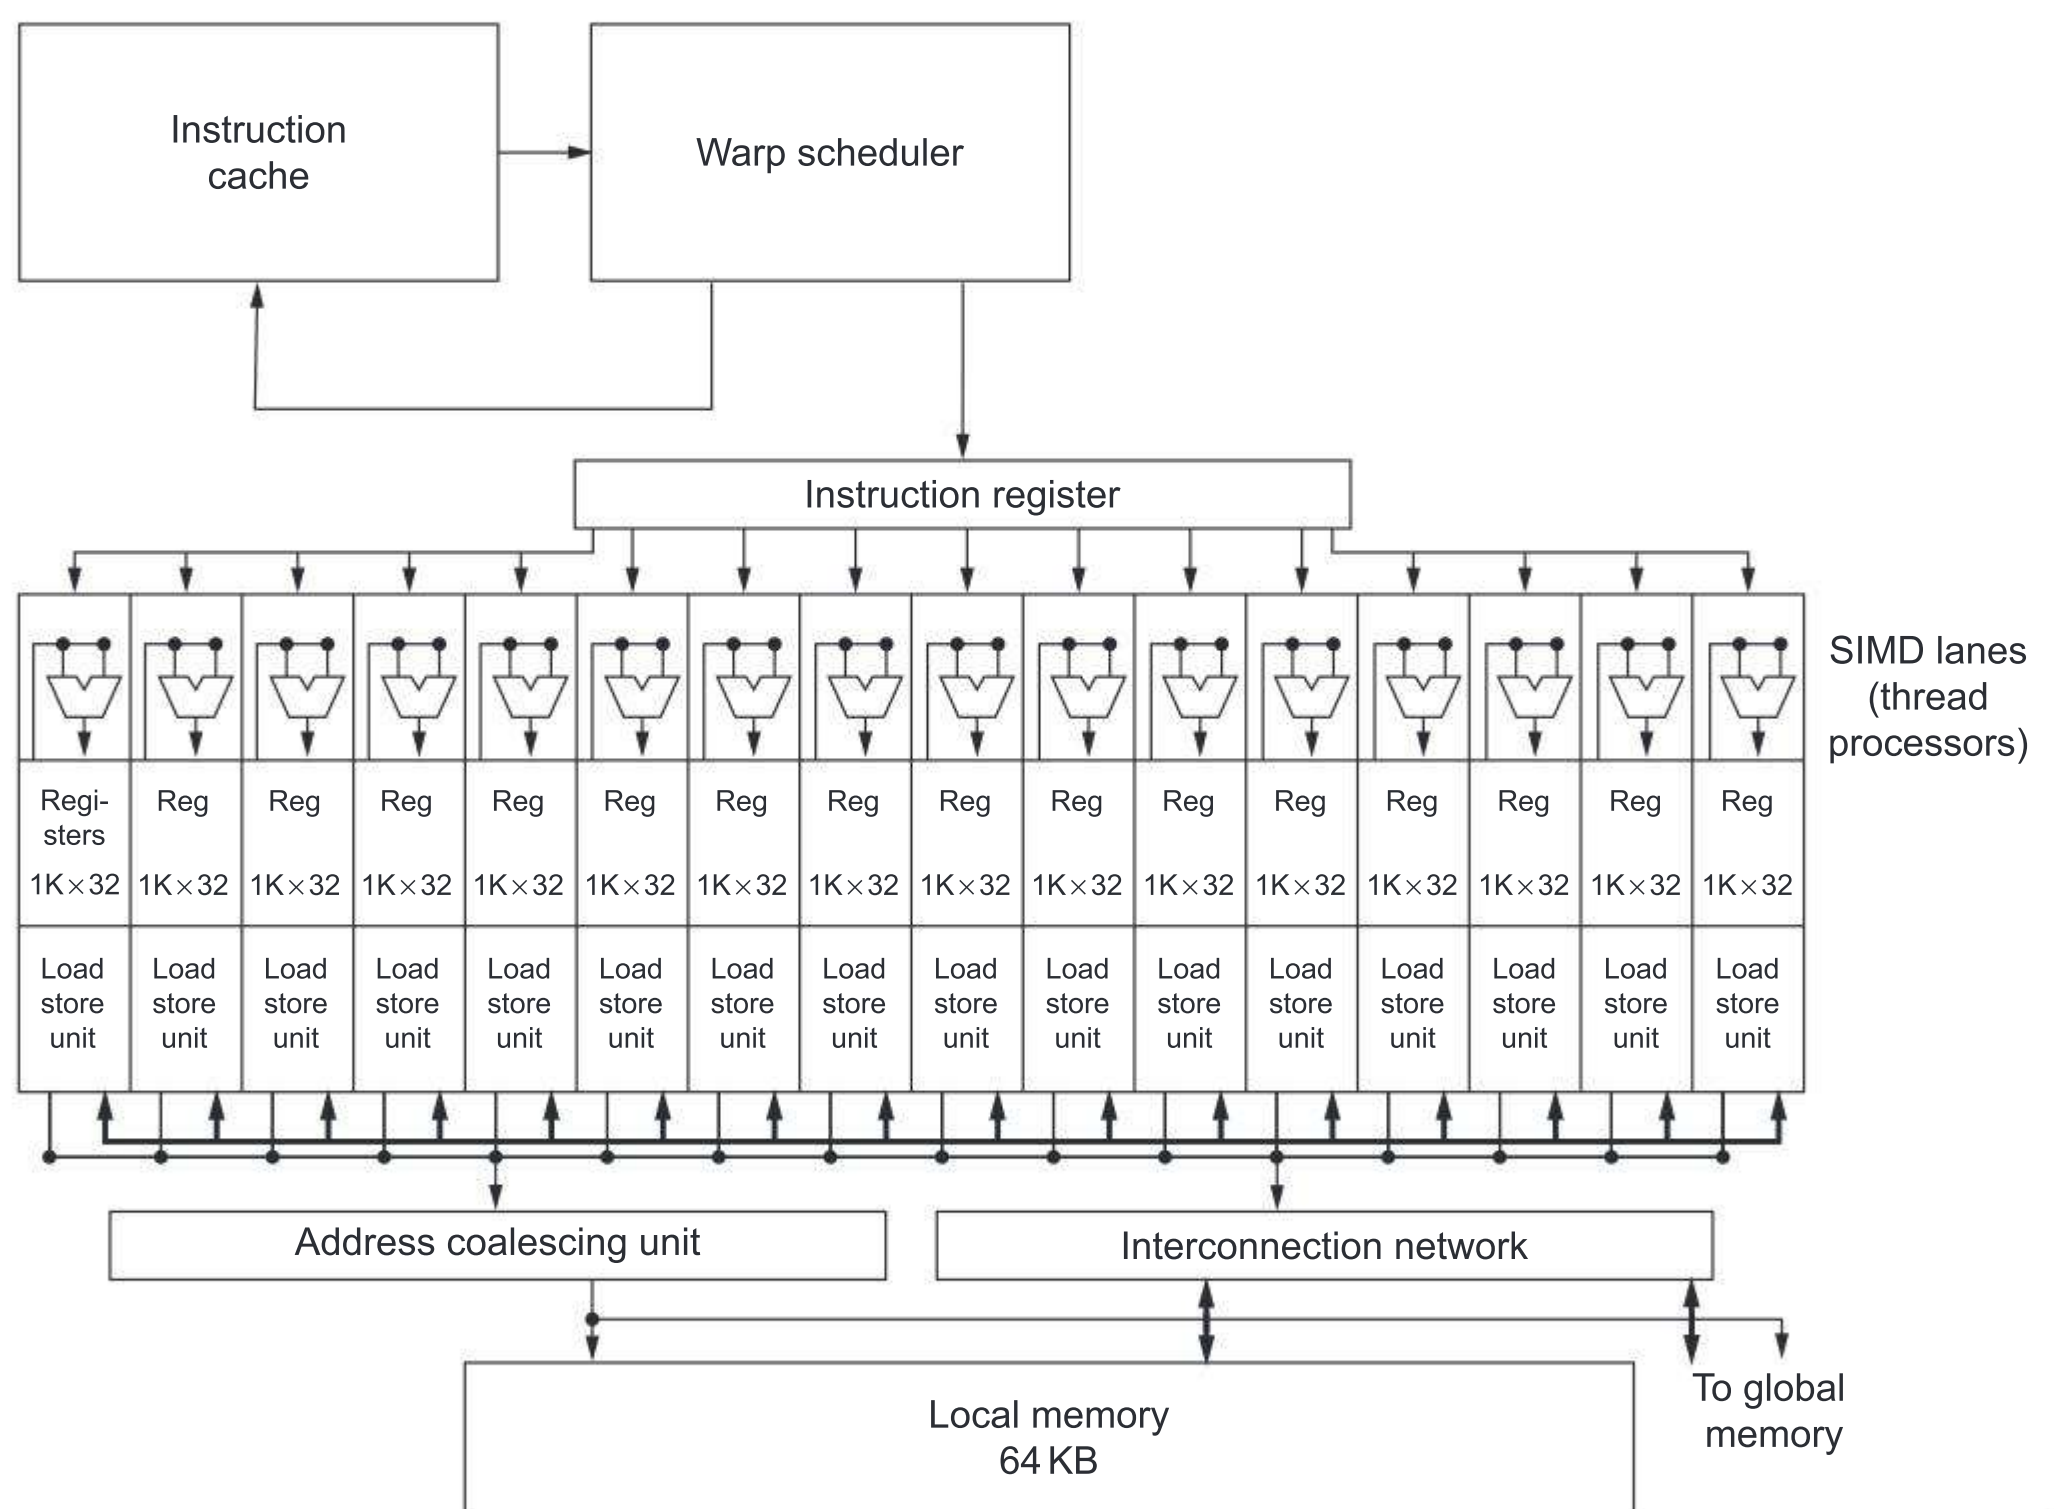 Instruction
cache
Warp scheduler
Instruction register
SIMD lanes
(thread
processors)
Regi-
sters
Reg Reg Reg Reg Reg Reg Reg Reg Reg Reg Reg Reg Reg Reg Reg
1K×32 1K×32 1K×32 1K×32 1K×32 1K×32 1K×32 1K×32 1K×32 1K×32 1K×32 1K×32 1K×32 1K×32 1K×32 1K×32
Load Load Load Load Load Load Load Load Load Load Load Load Load Load Load Load
store store store store store store store store store store store store store store store store
unit unit unit unit unit unit unit unit unit unit unit unit unit unit unit unit
Address coalescing unit
Interconnection network
Local memory
64 KB
To global
memory